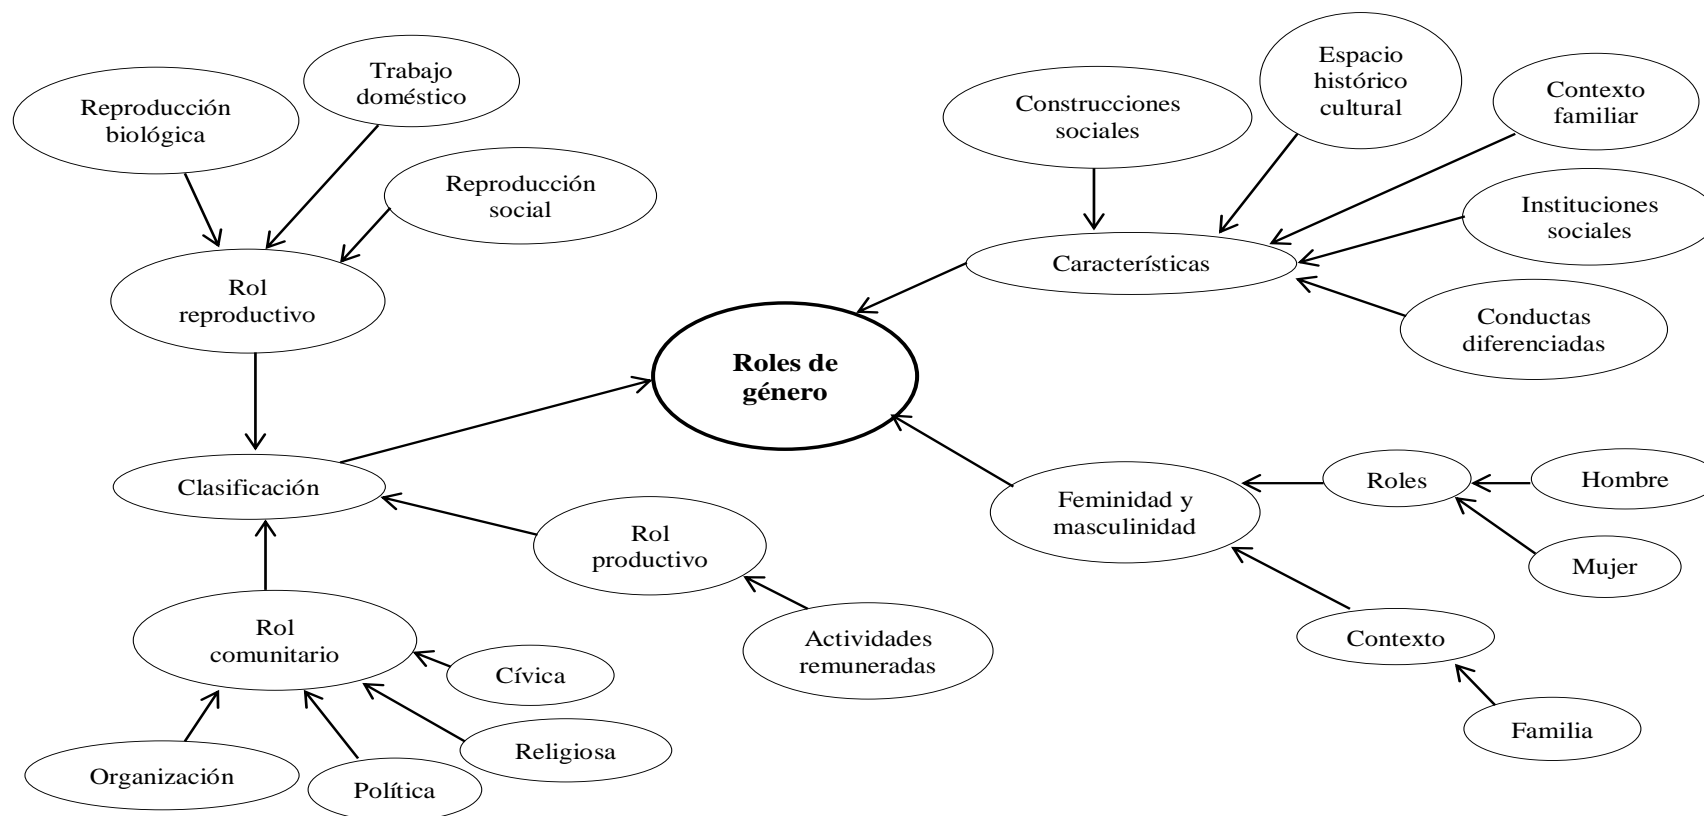 Reproducción
biológica
Trabajo
doméstico
Reproducción
social
Rol
reproductivo
Construcciones
sociales
Espacio
histórico
cultural
Contexto
familiar
Instituciones
sociales
Características
Conductas
diferenciadas
Roles de
género
Clasificación
Rol
productivo
Actividades
remuneradas
Rol
comunitario
Cívica
Religiosa
Política
Organización
Feminidad y
masculinidad
Roles
Hombre
Mujer
Contexto
Familia